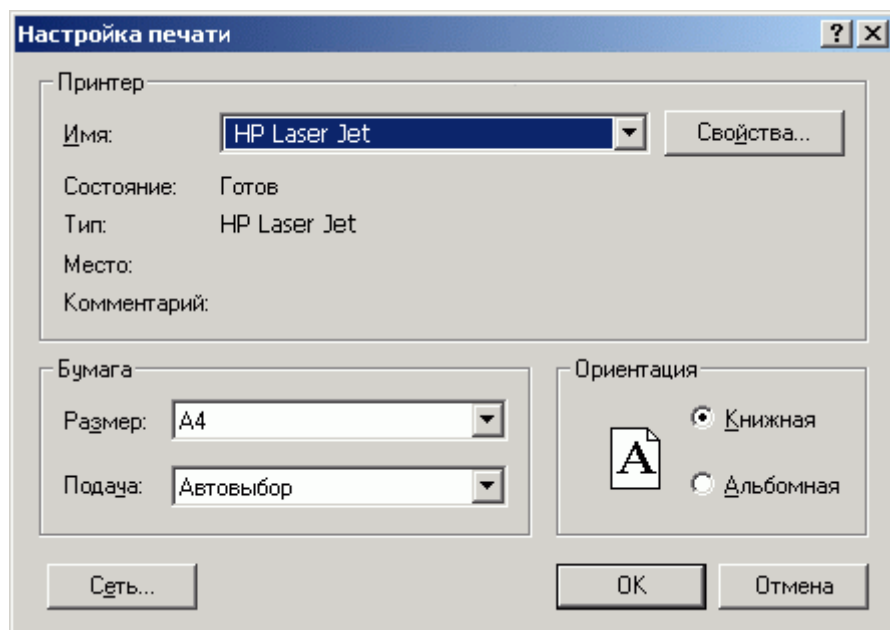 Настройка печати
Принтер
Имя: HP Laser Jet Свойства...
Состояние: Готов
Тип: HP Laser Jet
Место:
Комментарий:
Бумага
Размер: A4
Подача: Автовыбор
Ориентация
A
Книжная
Альбомная
Сеть... OK Отмена